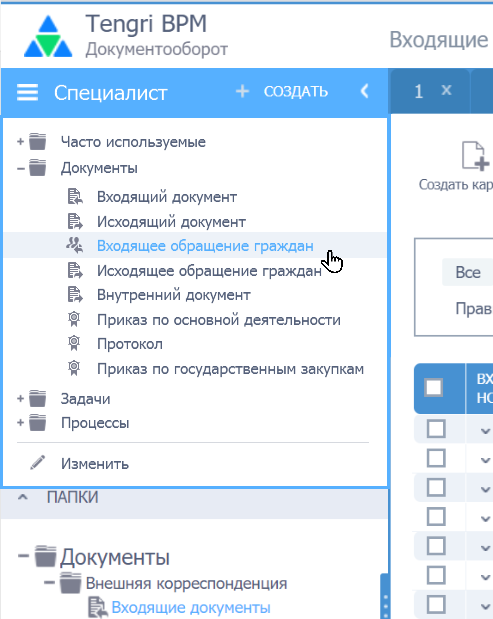 Tengri BPM
Документооборот
Входящие
Специалист
+ СОЗДАТЬ
1 x
Часто используемые
Документы
Создать кар
Входящий документ
Исходящий документ
Входящее обращение граждан
Исходящее обращение граждан
Все
Внутренний документ
Прав
Приказ по основной деятельности
Протокол
Приказ по государственным закупкам
ВХ
НО
Задачи
Процессы
Изменить
ПАПКИ
Документы
Внешняя корреспонденция
Входящие документы